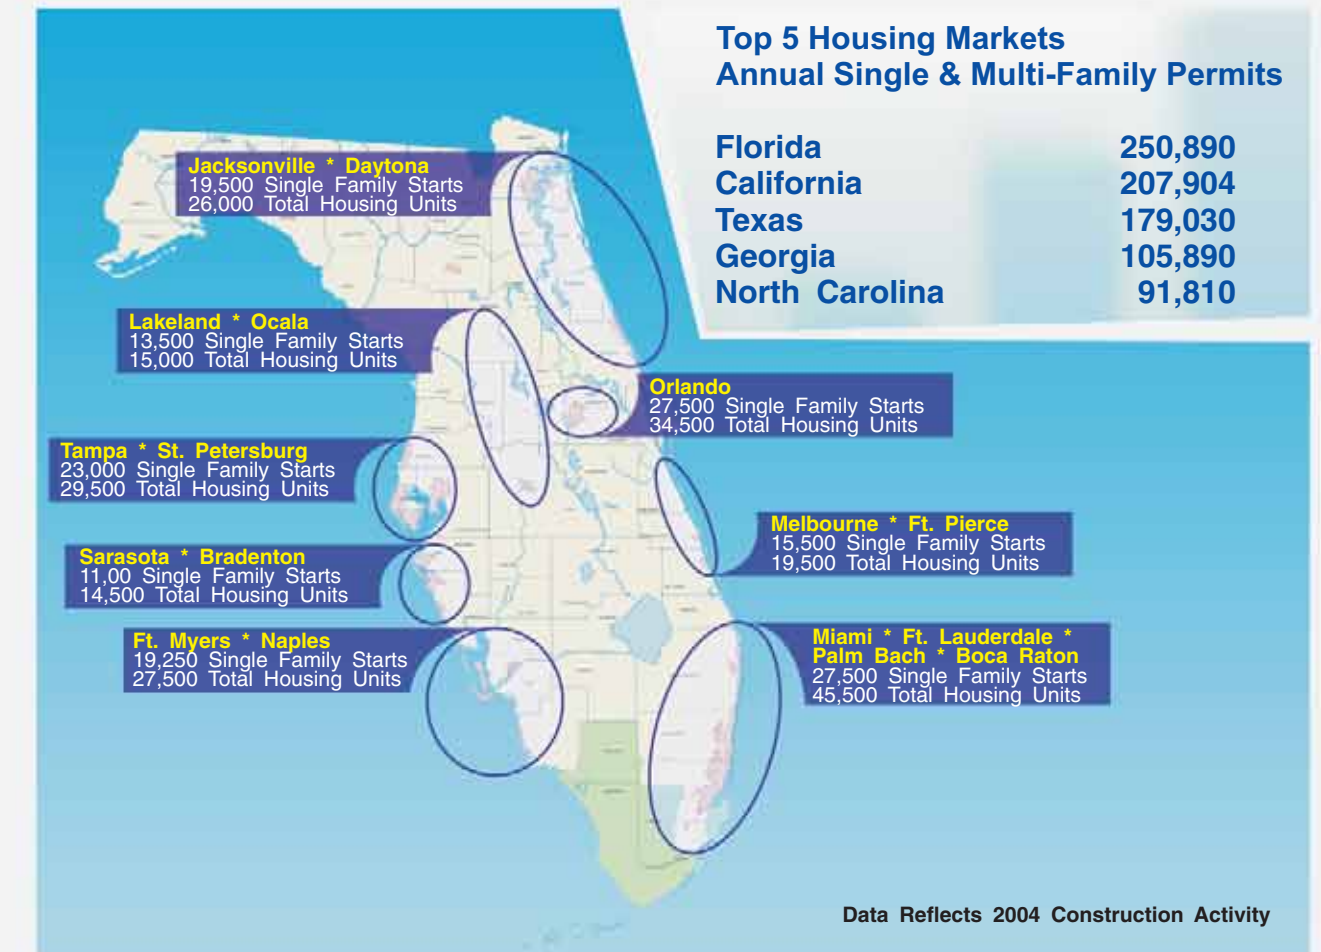 Top 5 Housing Markets
Annual Single & Multi-Family Permits
Florida 250,890
California 207,904
Texas 179,030
Georgia 105,890
North Carolina 91,810
Jacksonville * Daytona
19,500 Single Family Starts
26,000 Total Housing Units
Lakeland * Ocala
13,500 Single Family Starts
15,000 Total Housing Units
Orlando
27,500 Single Family Starts
34,500 Total Housing Units
Tampa * St. Petersburg
23,000 Single Family Starts
29,500 Total Housing Units
Melbourne * Ft. Pierce
15,500 Single Family Starts
19,500 Total Housing Units
Sarasota * Bradenton
11,00 Single Family Starts
14,500 Total Housing Units
Ft. Myers * Naples
19,250 Single Family Starts
27,500 Total Housing Units
Miami * Ft. Lauderdale *
Palm Bach * Boca Raton
27,500 Single Family Starts
45,500 Total Housing Units
Data Reflects 2004 Construction Activity